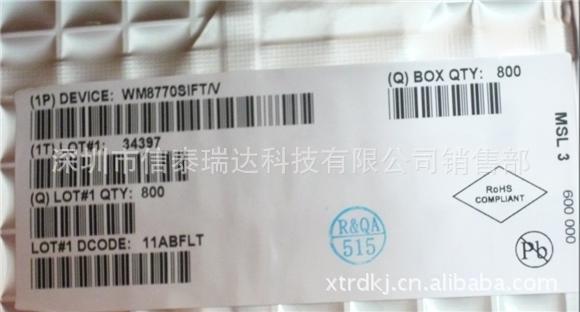 (1P) DEVICE: WM8770SIFT/V
(Q) BOX QTY: 800
(1T) LOT#1: 34397
深圳市信泰瑞达科技有限公司销售部
(Q) LOT#1 QTY: 800
LOT#1 DCODE: 11ABFLT
MSL 3
600 000
RoHS
COMPLIANT
R&QA
515
Pb
xtrdkj.cn.alibaba.com